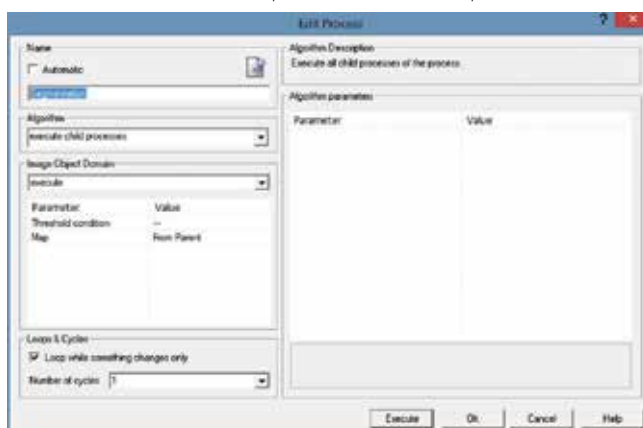 Edit Process
?
Name
Automatic
Segmentation
Algorithm
execute child processes
Image Object Domain
execute
Parameter Value
Threshold condition ---
Map From Parent
Loops & Cycles
Loop while something changes only
Number of cycles 1
Algorithm Description
Execute all child processes of the process.
Algorithm parameters
Parameter Value
Execute Ok Cancel Help